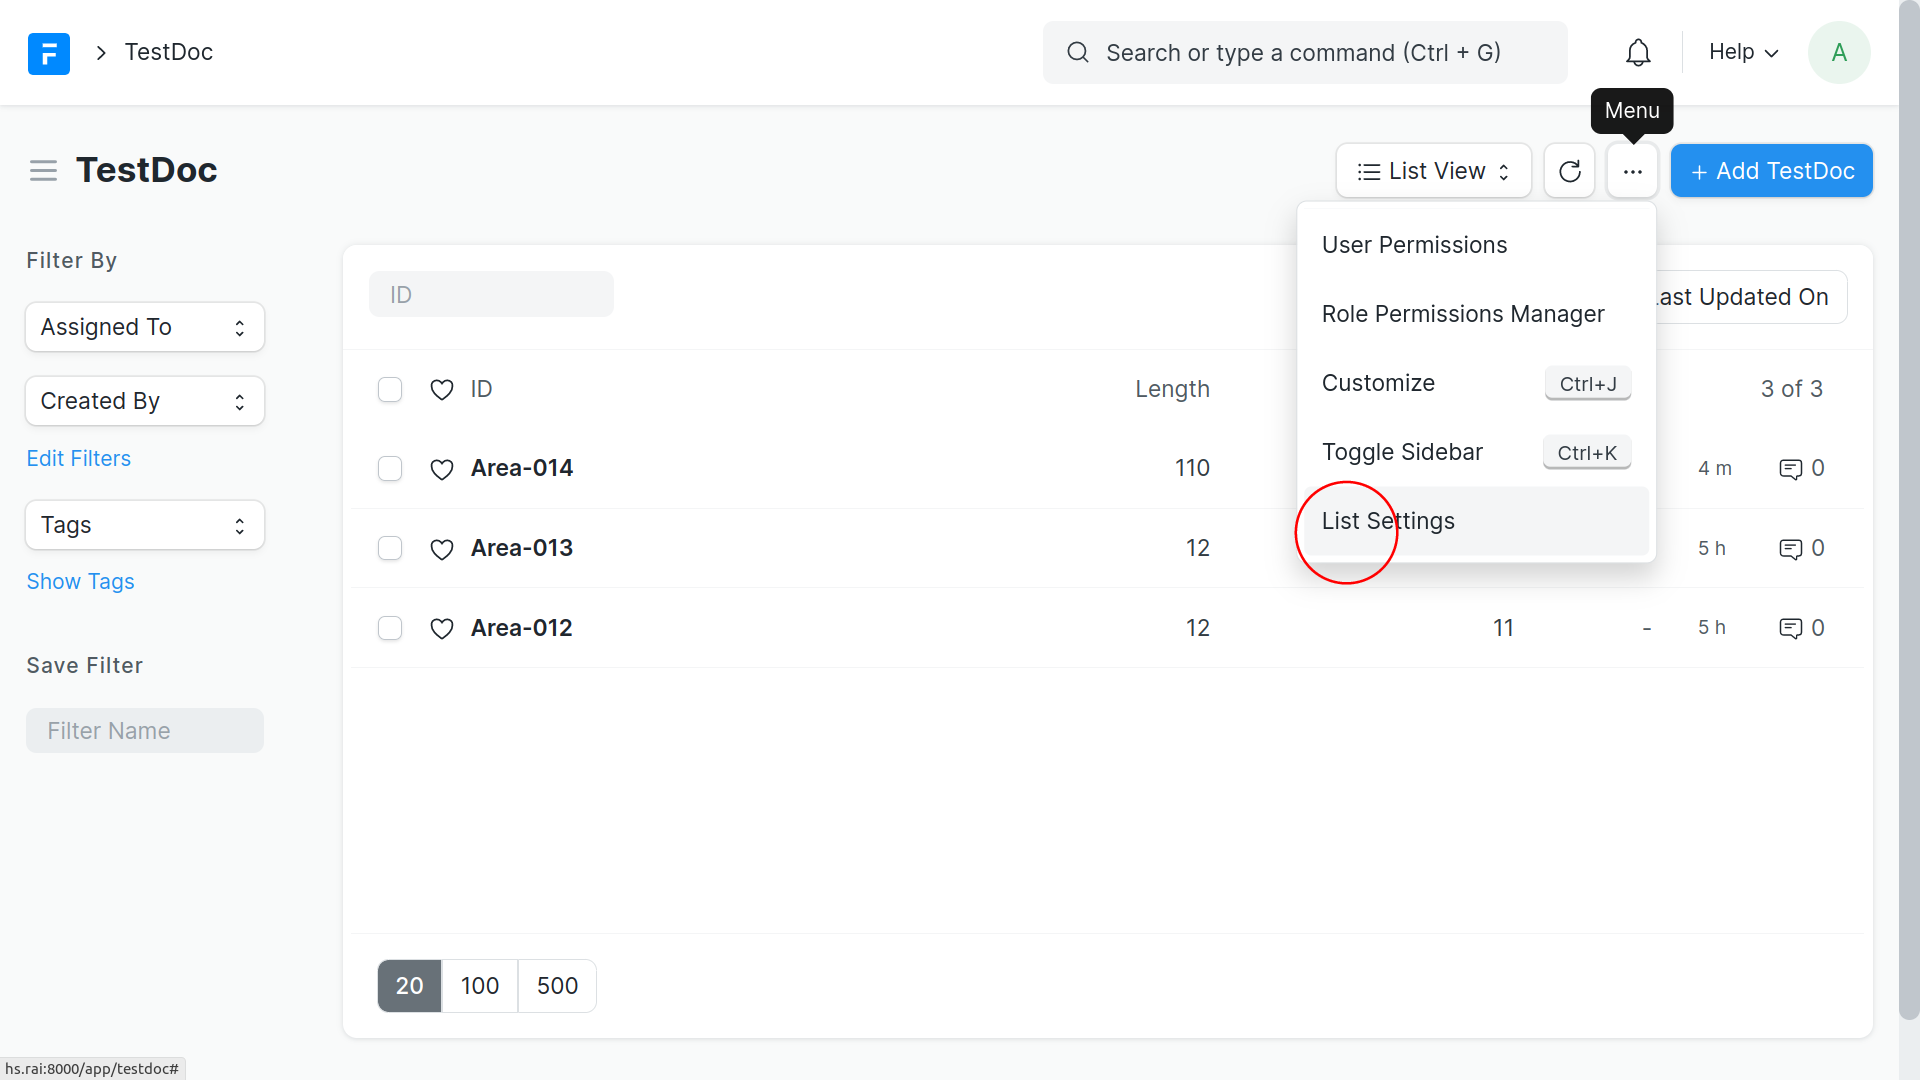 F
TestDoc
Search or type a command (Ctrl + G)
Help
A
Menu
TestDoc
List View
...
+ Add TestDoc
Filter By
Assigned To
Created By
Edit Filters
Tags
Show Tags
Save Filter
Filter Name
ID
User Permissions
Role Permissions Manager
Customize Ctrl+J
Toggle Sidebar Ctrl+K
List Settings
ast Updated On
ID Length 3 of 3
Area-014 110 4 m 0
Area-013 12 5 h 0
Area-012 12 11 - 5 h 0
20 100 500
hs.rai:8000/app/testdoc#